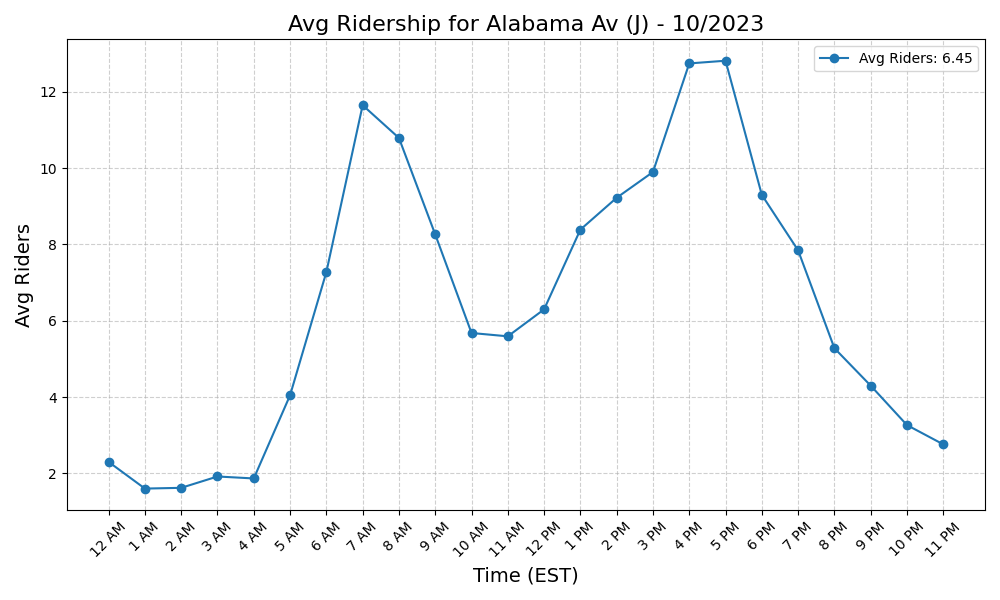 Avg Ridership for Alabama Av (J) - 10/2023
Avg Riders: 6.45
Avg Riders
12
10
8
6
4
2
12 AM
1 AM
2 AM
3 AM
4 AM
5 AM
6 AM
7 AM
8 AM
9 AM
10 AM
11 AM
12 PM
1 PM
2 PM
3 PM
4 PM
5 PM
6 PM
7 PM
8 PM
9 PM
10 PM
11 PM
Time (EST)